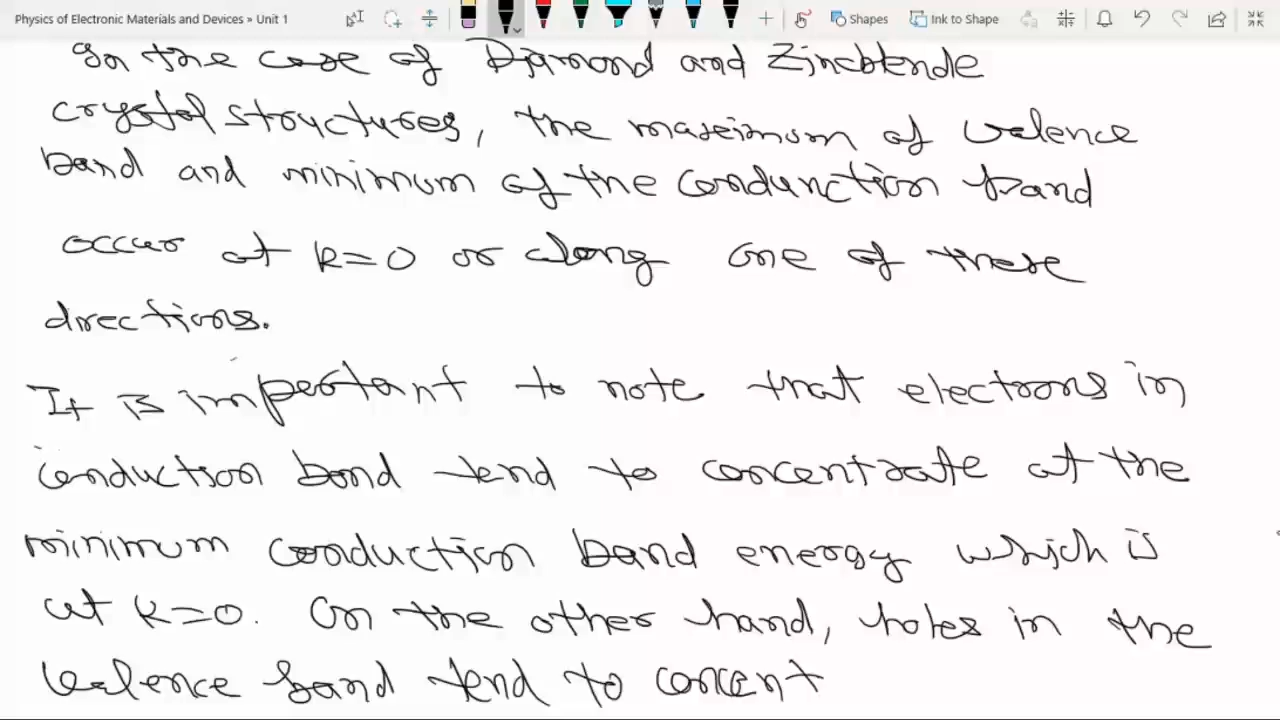 Physics of Electronic Materials and Devices » Unit 1
Shapes
Ink to Shape
In the case of Diamond and Zincblende
crystal structures, the maximum of valence
band and minimum of the condunction band
occur at k=0 or along one of these
directions.
It is important to note that electrons in
conduction band tend to concentrate at the
minimum conduction band energy which is
at k=0. On the other hand, holes in the
valence band tend to concent